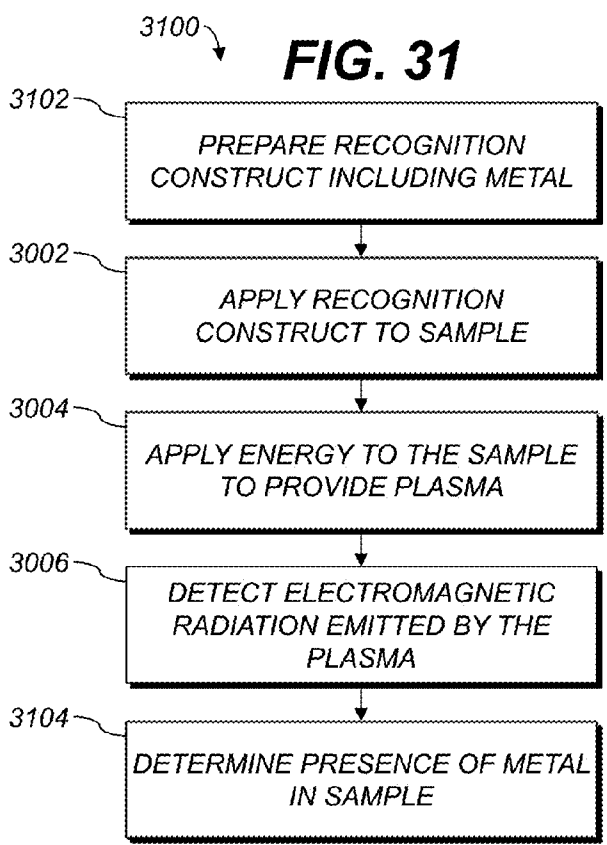 3100
FIG. 31
3102
PREPARE RECOGNITION
CONSTRUCT INCLUDING METAL
3002
APPLY RECOGNITION
CONSTRUCT TO SAMPLE
3004
APPLY ENERGY TO THE SAMPLE
TO PROVIDE PLASMA
3006
DETECT ELECTROMAGNETIC
RADIATION EMITTED BY THE
PLASMA
3104
DETERMINE PRESENCE OF METAL
IN SAMPLE